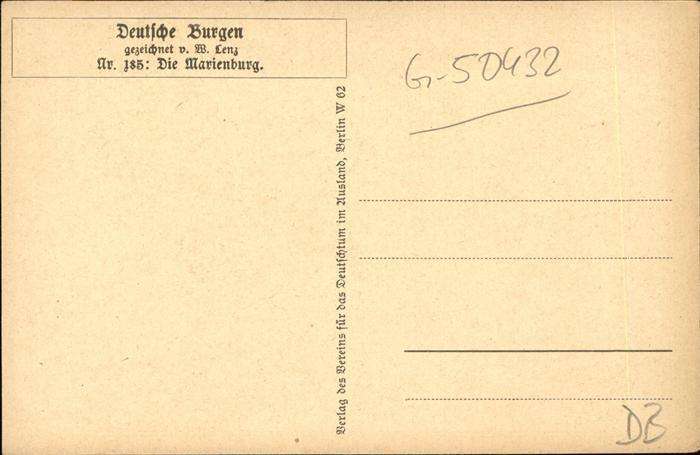 Deutsche Burgen
gezeichnet v. W. Lenz
Nr. 185: Die Marienburg.
Verlag des Vereins für das Deutschtum im Ausland, Berlin W 62
G-50432
DB